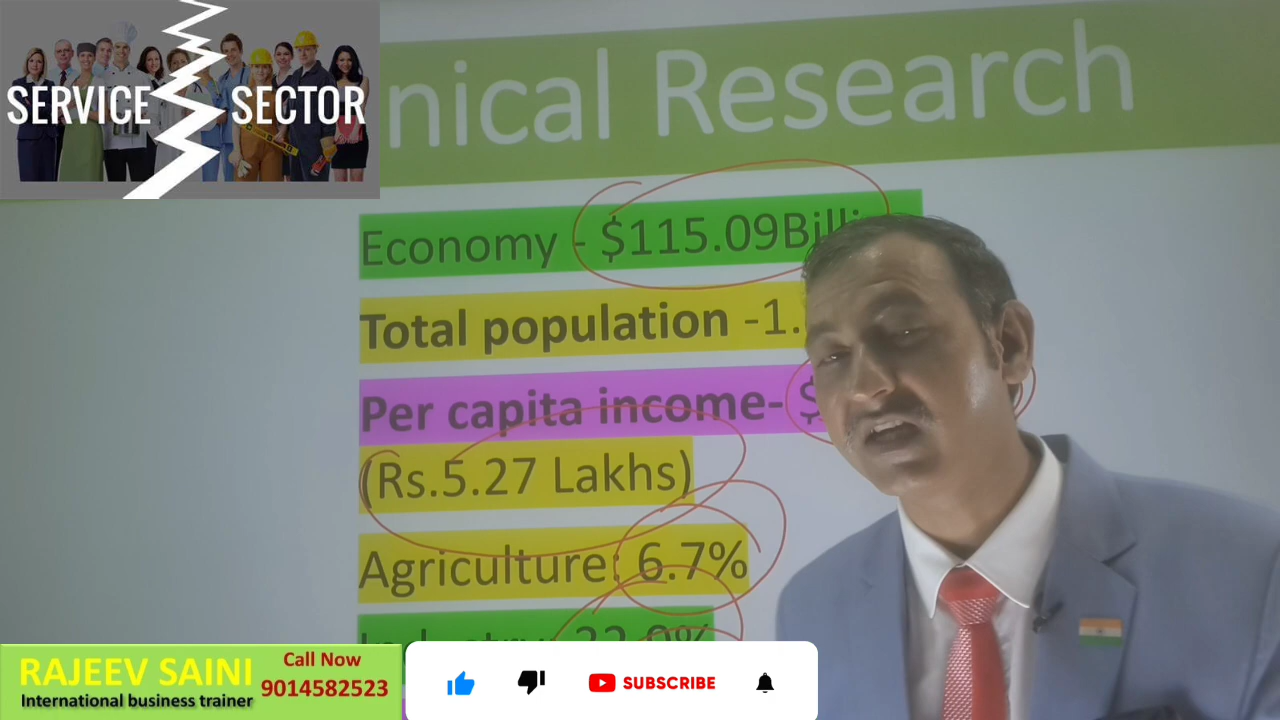 SERVICE SECTOR
nical Research
Economy - $115.09Billi
Total population -1.
Per capita income- $
(Rs.5.27 Lakhs)
Agriculture: 6.7%
RAJEEV SAINI
International business trainer
Call Now
9014582523
SUBSCRIBE